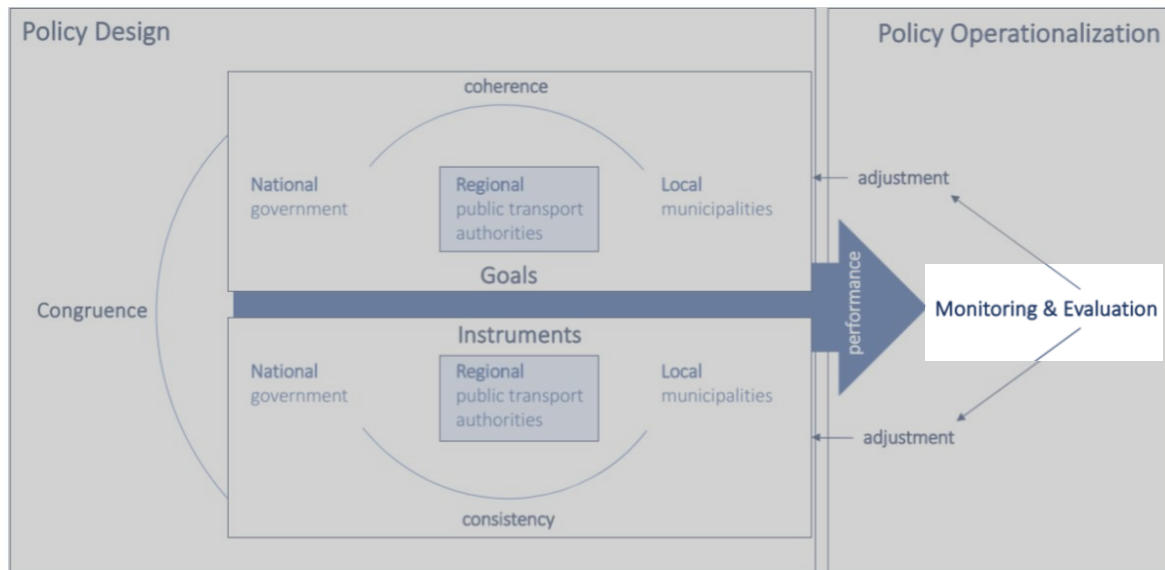 Policy Design
Policy Operationalization
coherence
National
government
Regional
public transport
authorities
Local
municipalities
adjustment
Goals
performance
Monitoring & Evaluation
Congruence
Instruments
National
government
Regional
public transport
authorities
Local
municipalities
adjustment
consistency